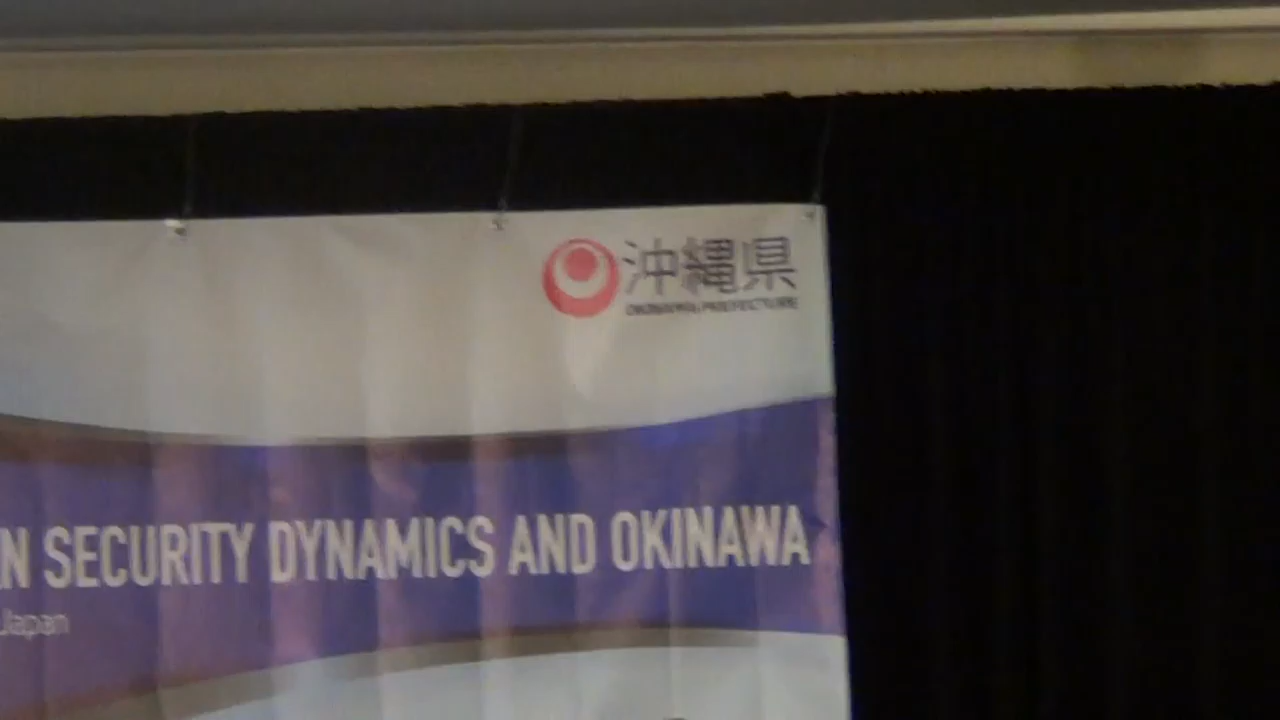 沖縄県
OKINAWA PREFECTURE
N SECURITY DYNAMICS AND OKINAWA
Japan